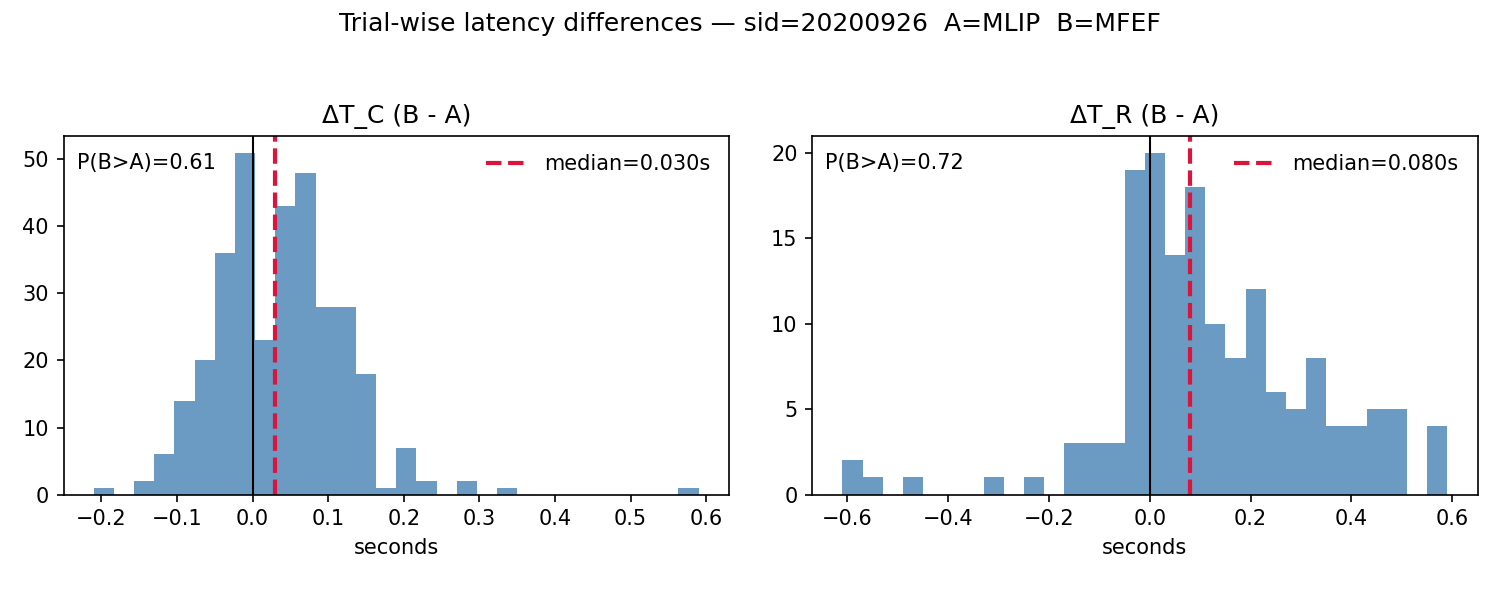 Trial-wise latency differences — sid=20200926  A=MLIP  B=MFEF
ΔT_C (B - A)
P(B>A)=0.61
median=0.030s
50
40
30
20
10
0
−0.2 −0.1 0.0 0.1 0.2 0.3 0.4 0.5 0.6
seconds
ΔT_R (B - A)
P(B>A)=0.72
median=0.080s
20
15
10
5
0
−0.6 −0.4 −0.2 0.0 0.2 0.4 0.6
seconds